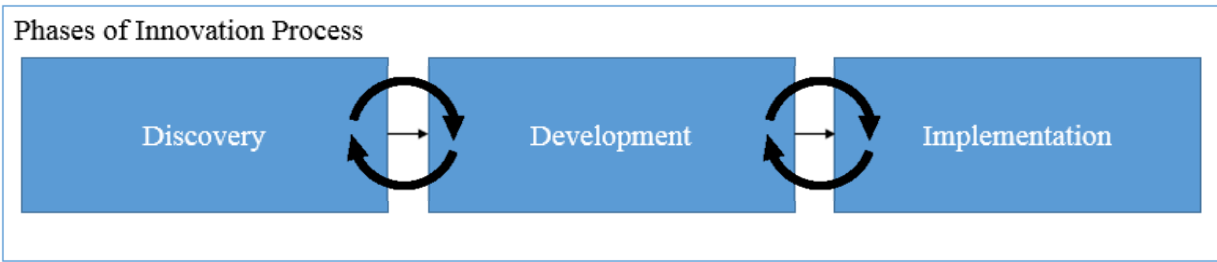 Phases of Innovation Process
Discovery
Development
Implementation